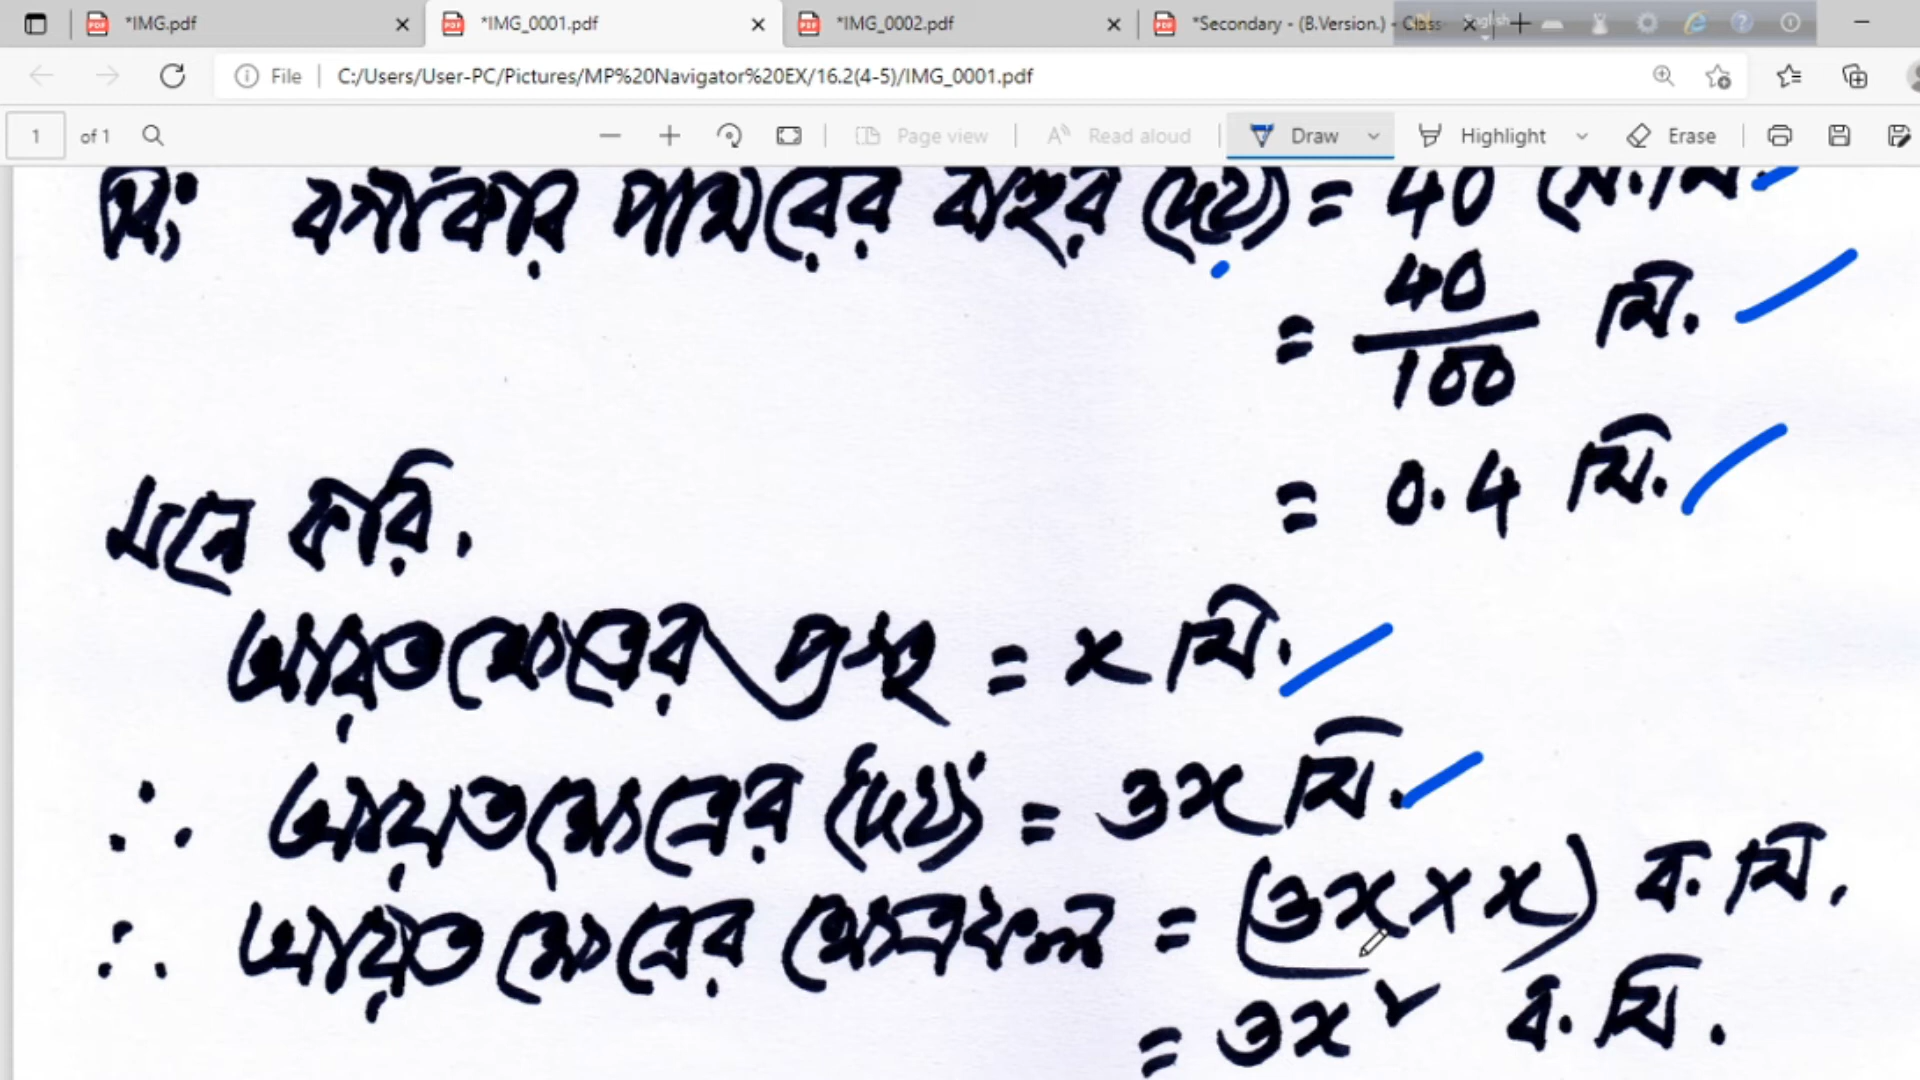 *IMG.pdf *IMG_0001.pdf *IMG_0002.pdf *Secondary - (B.Version.) - Class English
File C:/Users/User-PC/Pictures/MP%20Navigator%20EX/16.2(4-5)/IMG_0001.pdf
1 of 1 Page view Read aloud Draw Highlight Erase
বর্গাকার পাথরের বাহুর দৈর্ঘ্য = 40 সে.মি.
= 40/100 মি.
= 0.4 মি.
মনে করি,
আয়তক্ষেত্রের প্রস্থ = x মি.
∴ আয়তক্ষেত্রের দৈর্ঘ্য = 3x মি.
∴ আয়তক্ষেত্রের ক্ষেত্রফল = (3x × x) ব. মি.
= 3x² ব. মি.